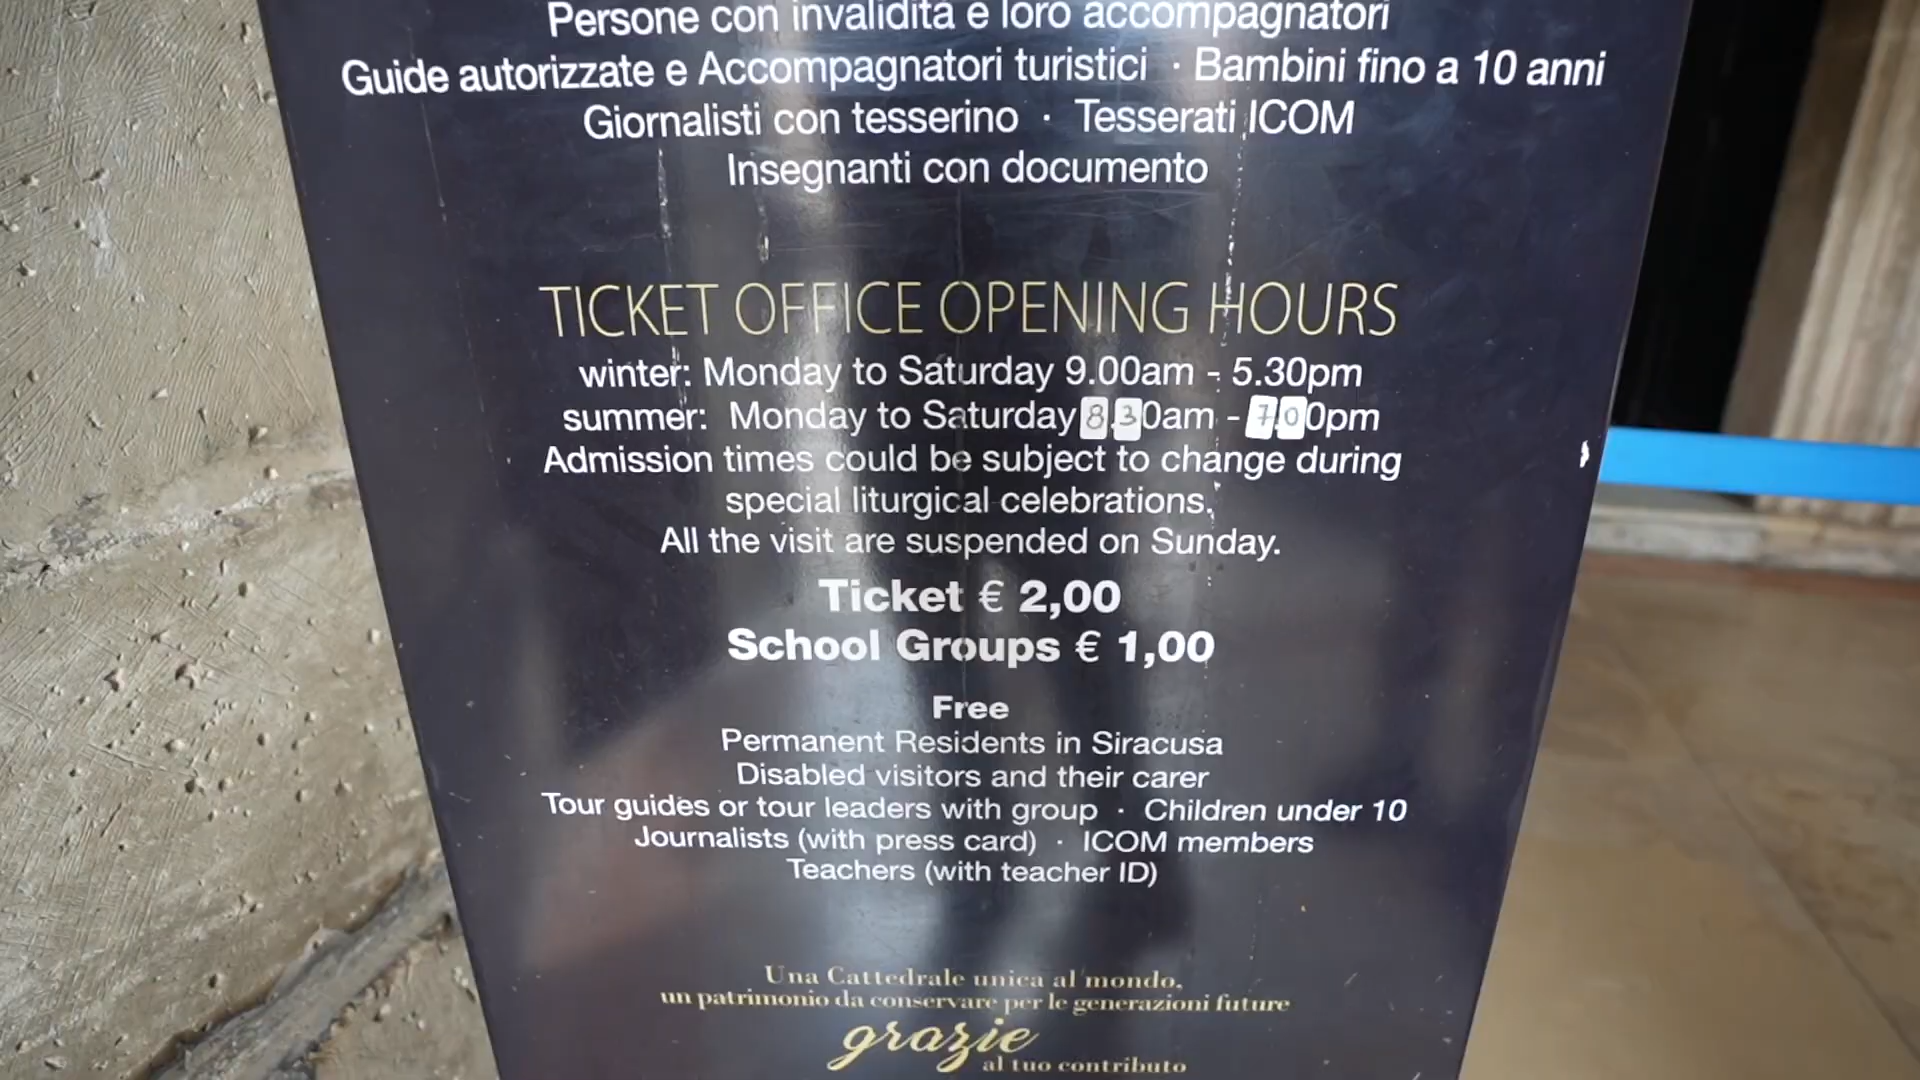 Persone con invalidità e loro accompagnatori
Guide autorizzate e Accompagnatori turistici · Bambini fino a 10 anni
Giornalisti con tesserino · Tesserati ICOM
Insegnanti con documento
TICKET OFFICE OPENING HOURS
winter: Monday to Saturday 9.00am - 5.30pm
summer: Monday to Saturday 8.30am - 7.00pm
Admission times could be subject to change during
special liturgical celebrations.
All the visit are suspended on Sunday.
Ticket € 2,00
School Groups € 1,00
Free
Permanent Residents in Siracusa
Disabled visitors and their carer
Tour guides or tour leaders with group · Children under 10
Journalists (with press card) · ICOM members
Teachers (with teacher ID)
Una Cattedrale unica al mondo,
un patrimonio da conservare per le generazioni future
grazie
al tuo contributo